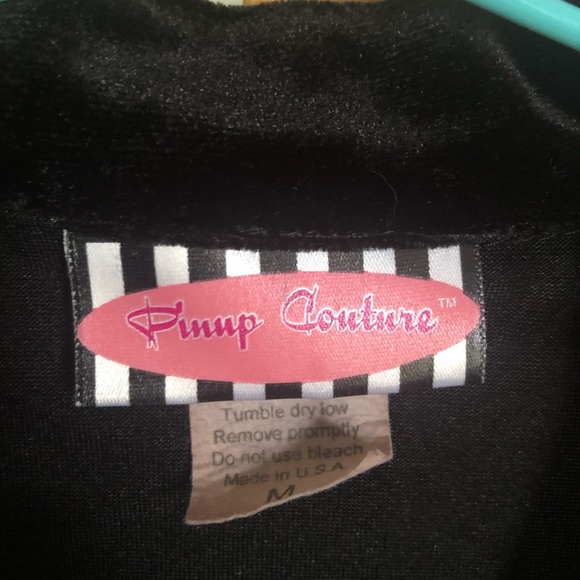 Pinup Couture™
Tumble dry low
Remove promptly
Do not use bleach
Made in U.S.A.
M